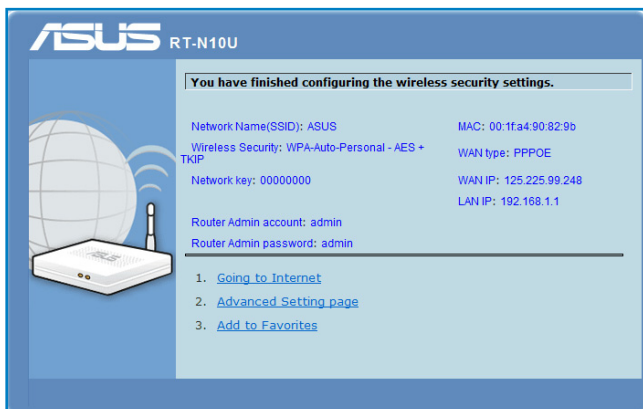 ASUS RT-N10U
You have finished configuring the wireless security settings.
Network Name(SSID): ASUS
Wireless Security: WPA-Auto-Personal - AES +
TKIP
Network key: 00000000
Router Admin account: admin
Router Admin password: admin
MAC: 00:1f:a4:90:82:9b
WAN type: PPPOE
WAN IP: 125.225.99.248
LAN IP: 192.168.1.1
1. Going to Internet
2. Advanced Setting page
3. Add to Favorites
ASUS